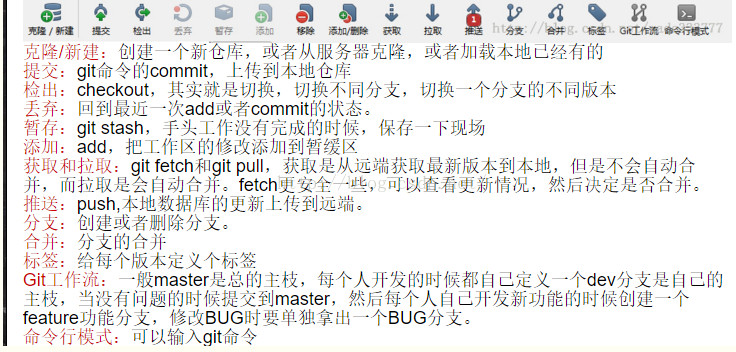 克隆 / 新建 提交 检出 丢弃 暂存 添加 移除 添加/移除 获取 拉取 1 推送 分支 合并 标签 Git工作流 命令行模式
克隆/新建：创建一个新仓库，或者从服务器克隆，或者加载本地已经有的
提交：git命令的commit，上传到本地仓库
检出：checkout，其实就是切换，切换不同分支，切换一个分支的不同版本
丢弃：回到最近一次add或者commit的状态。
暂存：git stash，手头工作没有完成的时候，保存一下现场
添加：add，把工作区的修改添加到暂缓区
获取和拉取：git fetch和git pull，获取是从远端获取最新版本到本地，但是不会自动合
并，而拉取是会自动合并。fetch更安全一些，可以查看更新情况，然后决定是否合并。
推送：push,本地数据库的更新上传到远端。
分支：创建或者删除分支。
合并：分支的合并
标签：给每个版本定义个标签
Git工作流：一般master是总的主枝，每个人开发的时候都自己定义一个dev分支是自己的
主枝，当没有问题的时候提交到master，然后每个人自己开发新功能的时候创建一个
feature功能分支，修改BUG时要单独拿出一个BUG分支。
命令行模式：可以输入git命令